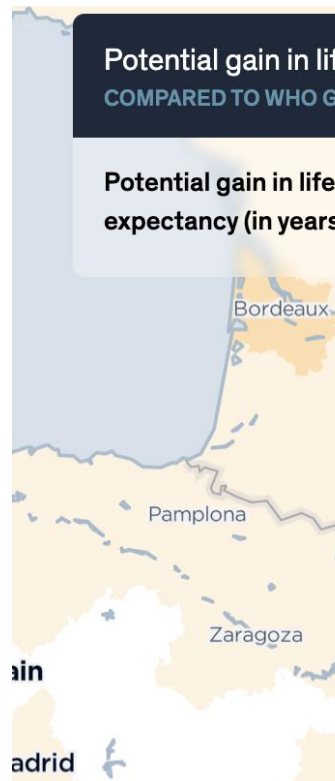 Potential gain in lif
COMPARED TO WHO G
Potential gain in life
expectancy (in years
Bordeaux
Pamplona
Zaragoza
ain
adrid